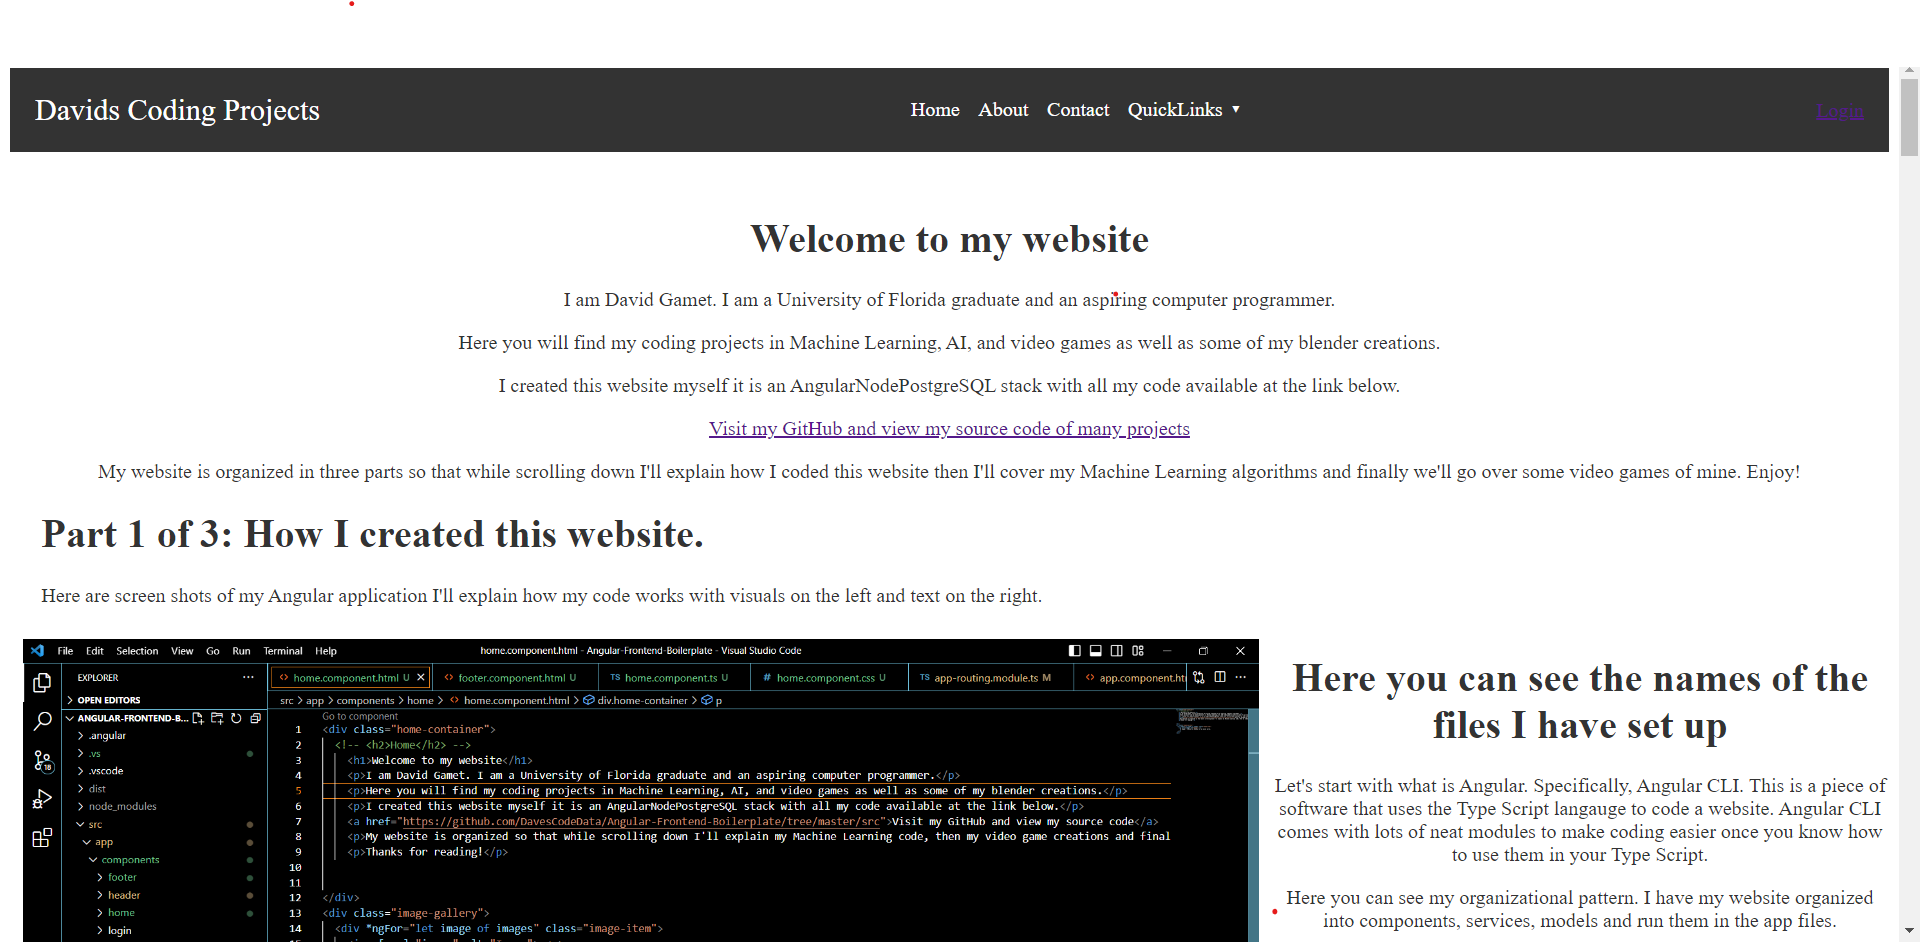 Davids Coding Projects
Home About Contact QuickLinks ▼
Login
Welcome to my website
I am David Gamet. I am a University of Florida graduate and an aspiring computer programmer.
Here you will find my coding projects in Machine Learning, AI, and video games as well as some of my blender creations.
I created this website myself it is an AngularNodePostgreSQL stack with all my code available at the link below.
Visit my GitHub and view my source code of many projects
My website is organized in three parts so that while scrolling down I'll explain how I coded this website then I'll cover my Machine Learning algorithms and finally we'll go over some video games of mine. Enjoy!
Part 1 of 3: How I created this website.
Here are screen shots of my Angular application I'll explain how my code works with visuals on the left and text on the right.
File Edit Selection View Go Run Terminal Help
home.component.html - Angular-Frontend-Boilerplate - Visual Studio Code
EXPLORER ···
OPEN EDITORS
ANGULAR-FRONTEND-B...
.angular
.vs
.vscode
dist
node_modules
src
app
components
footer
header
home
login
18
<> home.component.html U
<> footer.component.html U
TS home.component.ts U
# home.component.css U
TS app-routing.module.ts M
<> app.component.ht
src > app > components > home > <> home.component.html > div.home-container > p
Go to component
1 <div class="home-container">
2 <!-- <h2>Home</h2> -->
3 <h1>Welcome to my website</h1>
4 <p>I am David Gamet. I am a University of Florida graduate and an aspiring computer programmer.</p>
5 <p>Here you will find my coding projects in Machine Learning, AI, and video games as well as some of my blender creations.</p>
6 <p>I created this website myself it is an AngularNodePostgreSQL stack with all my code available at the link below.</p>
7 <a href="https://github.com/DavesCodeData/Angular-Frontend-Boilerplate/tree/master/src">Visit my GitHub and view my source code</a>
8 <p>My website is organized so that while scrolling down I'll explain my Machine Learning code, then my video game creations and final
9 <p>Thanks for reading!</p>
10
11
12 </div>
13 <div class="image-gallery">
14 <div *ngFor="let image of images" class="image-item">
Here you can see the names of the
files I have set up
Let's start with what is Angular. Specifically, Angular CLI. This is a piece of
software that uses the Type Script langauge to code a website. Angular CLI
comes with lots of neat modules to make coding easier once you know how
to use them in your Type Script.
Here you can see my organizational pattern. I have my website organized
into components, services, models and run them in the app files.